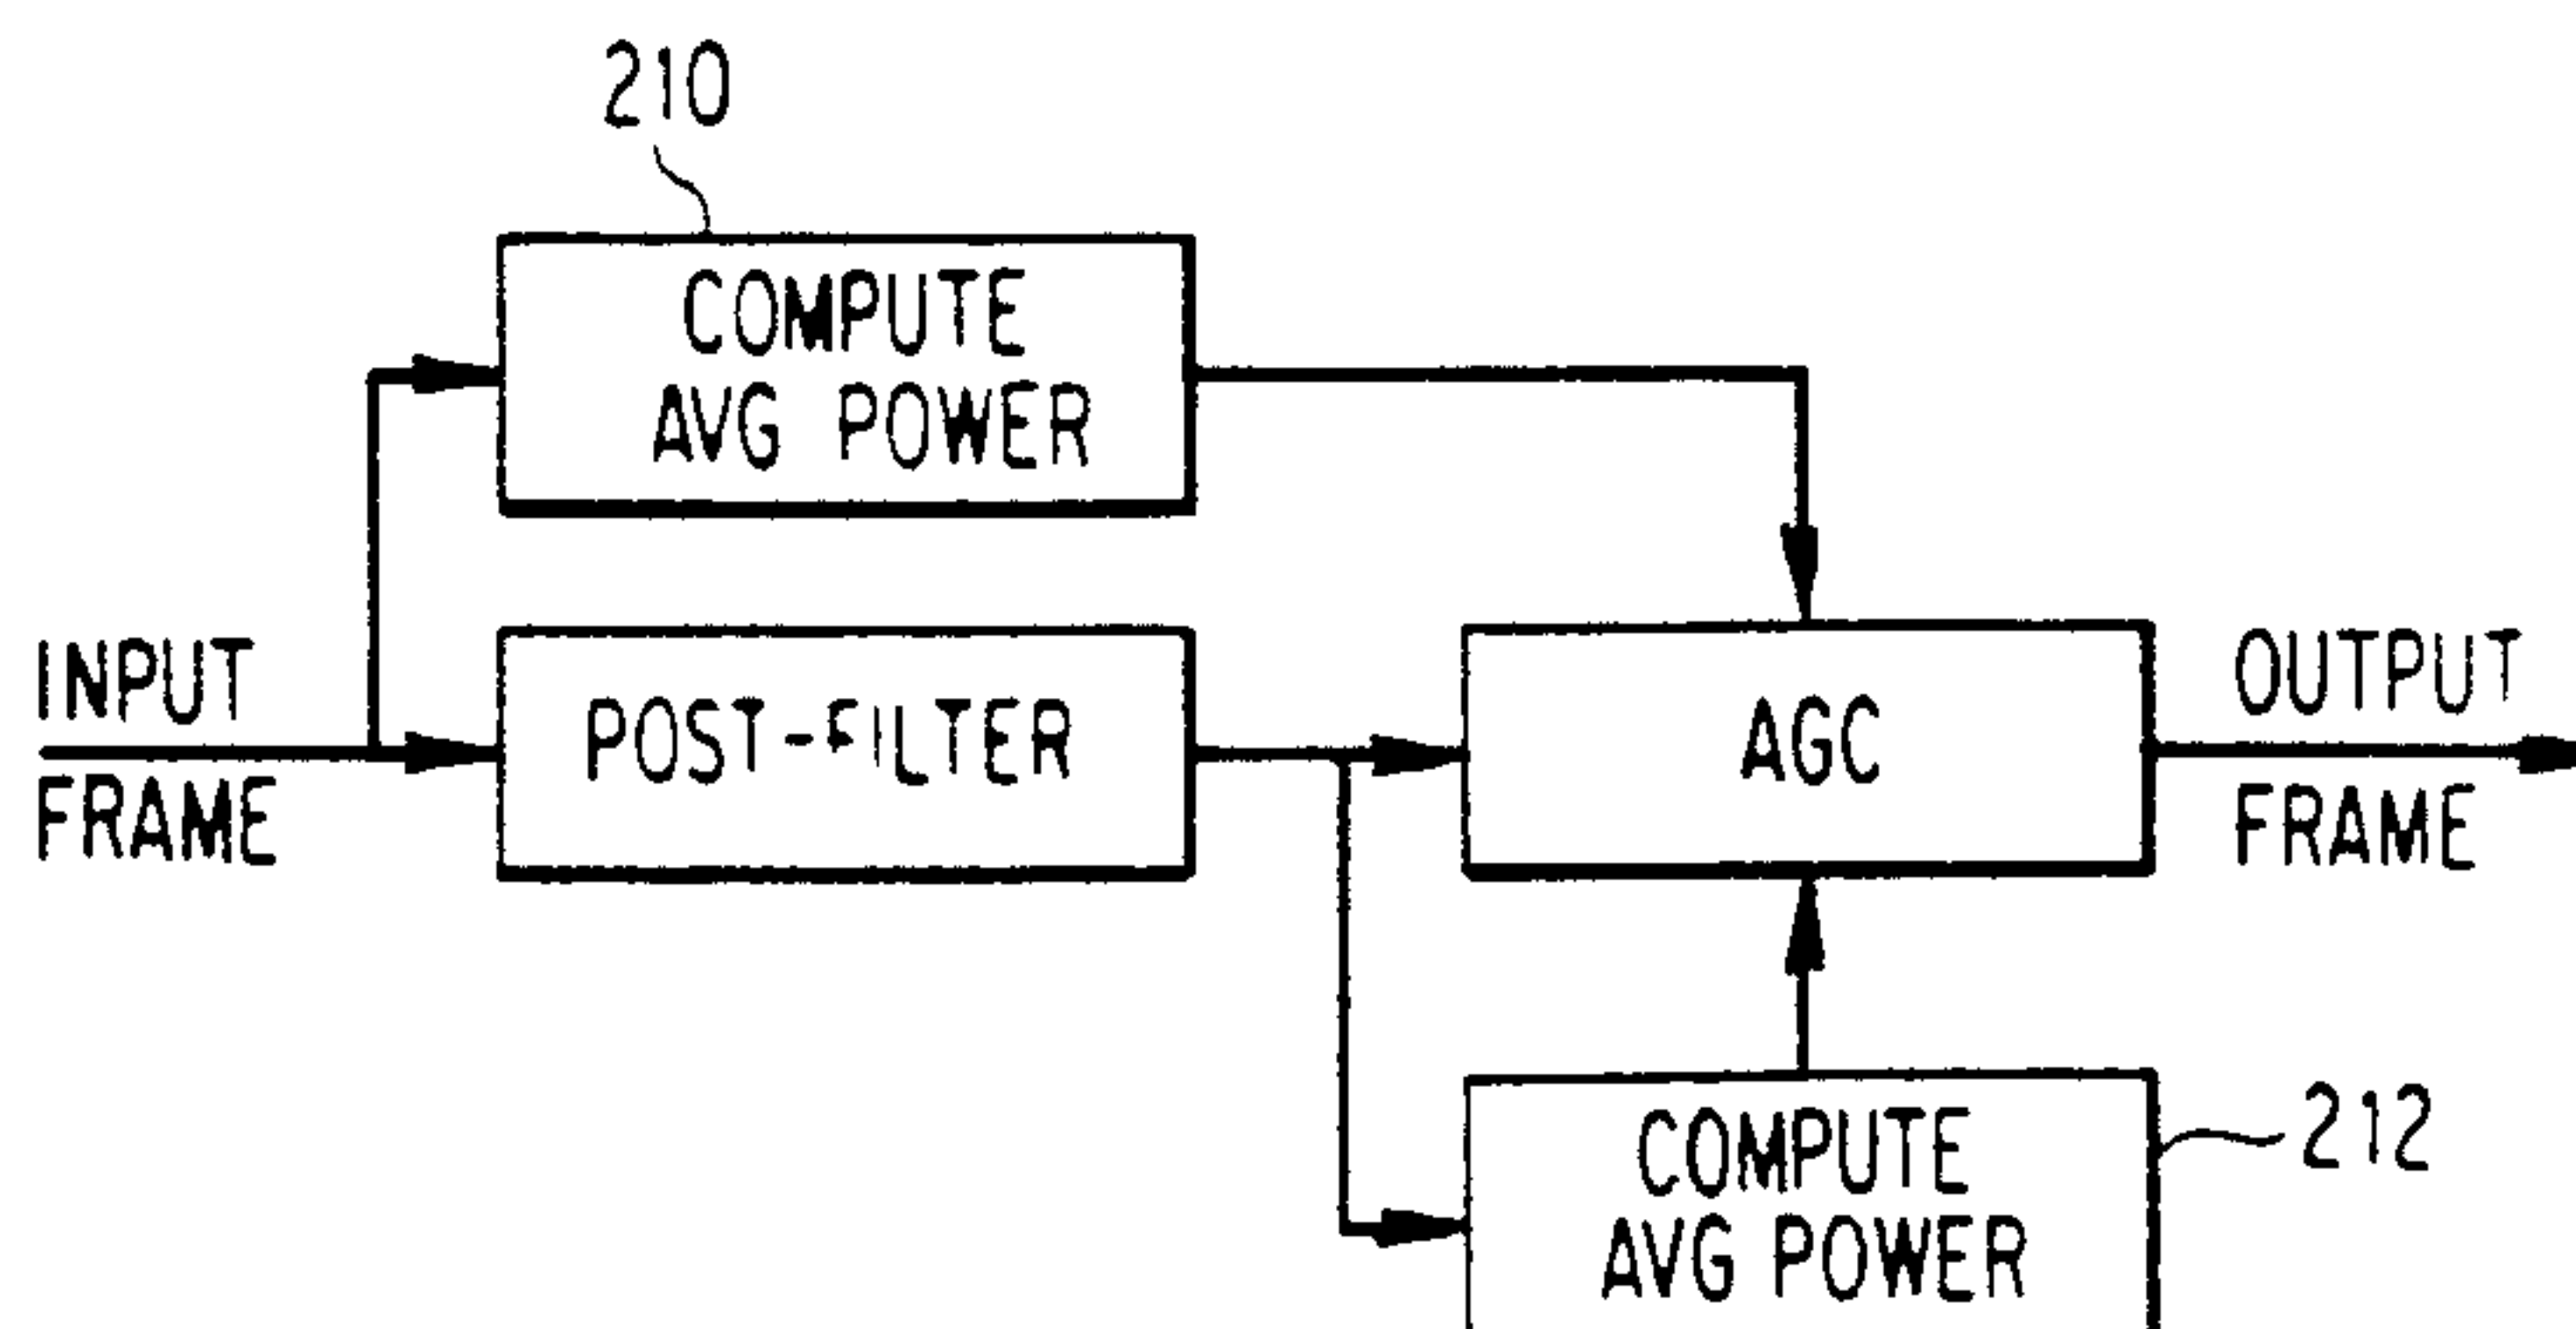 210
COMPUTE
AVG POWER
INPUT
FRAME
POST-FILTER
AGC
OUTPUT
FRAME
COMPUTE
AVG POWER
212